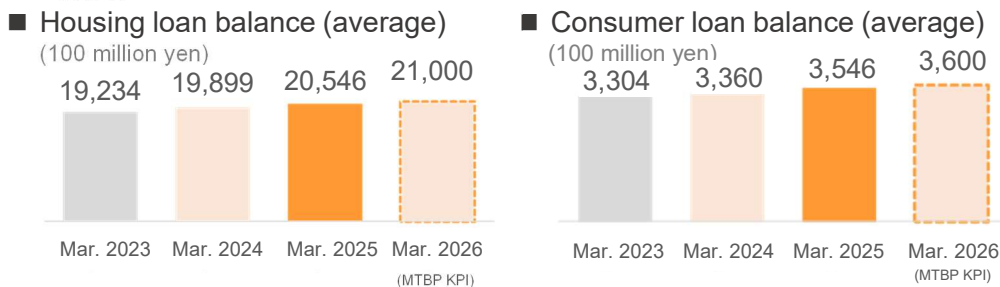 ■ Housing loan balance (average)
(100 million yen)
19,234 19,899 20,546 21,000
Mar. 2023 Mar. 2024 Mar. 2025 Mar. 2026
(MTBP KPI)
■ Consumer loan balance (average)
(100 million yen)
3,304 3,360 3,546 3,600
Mar. 2023 Mar. 2024 Mar. 2025 Mar. 2026
(MTBP KPI)